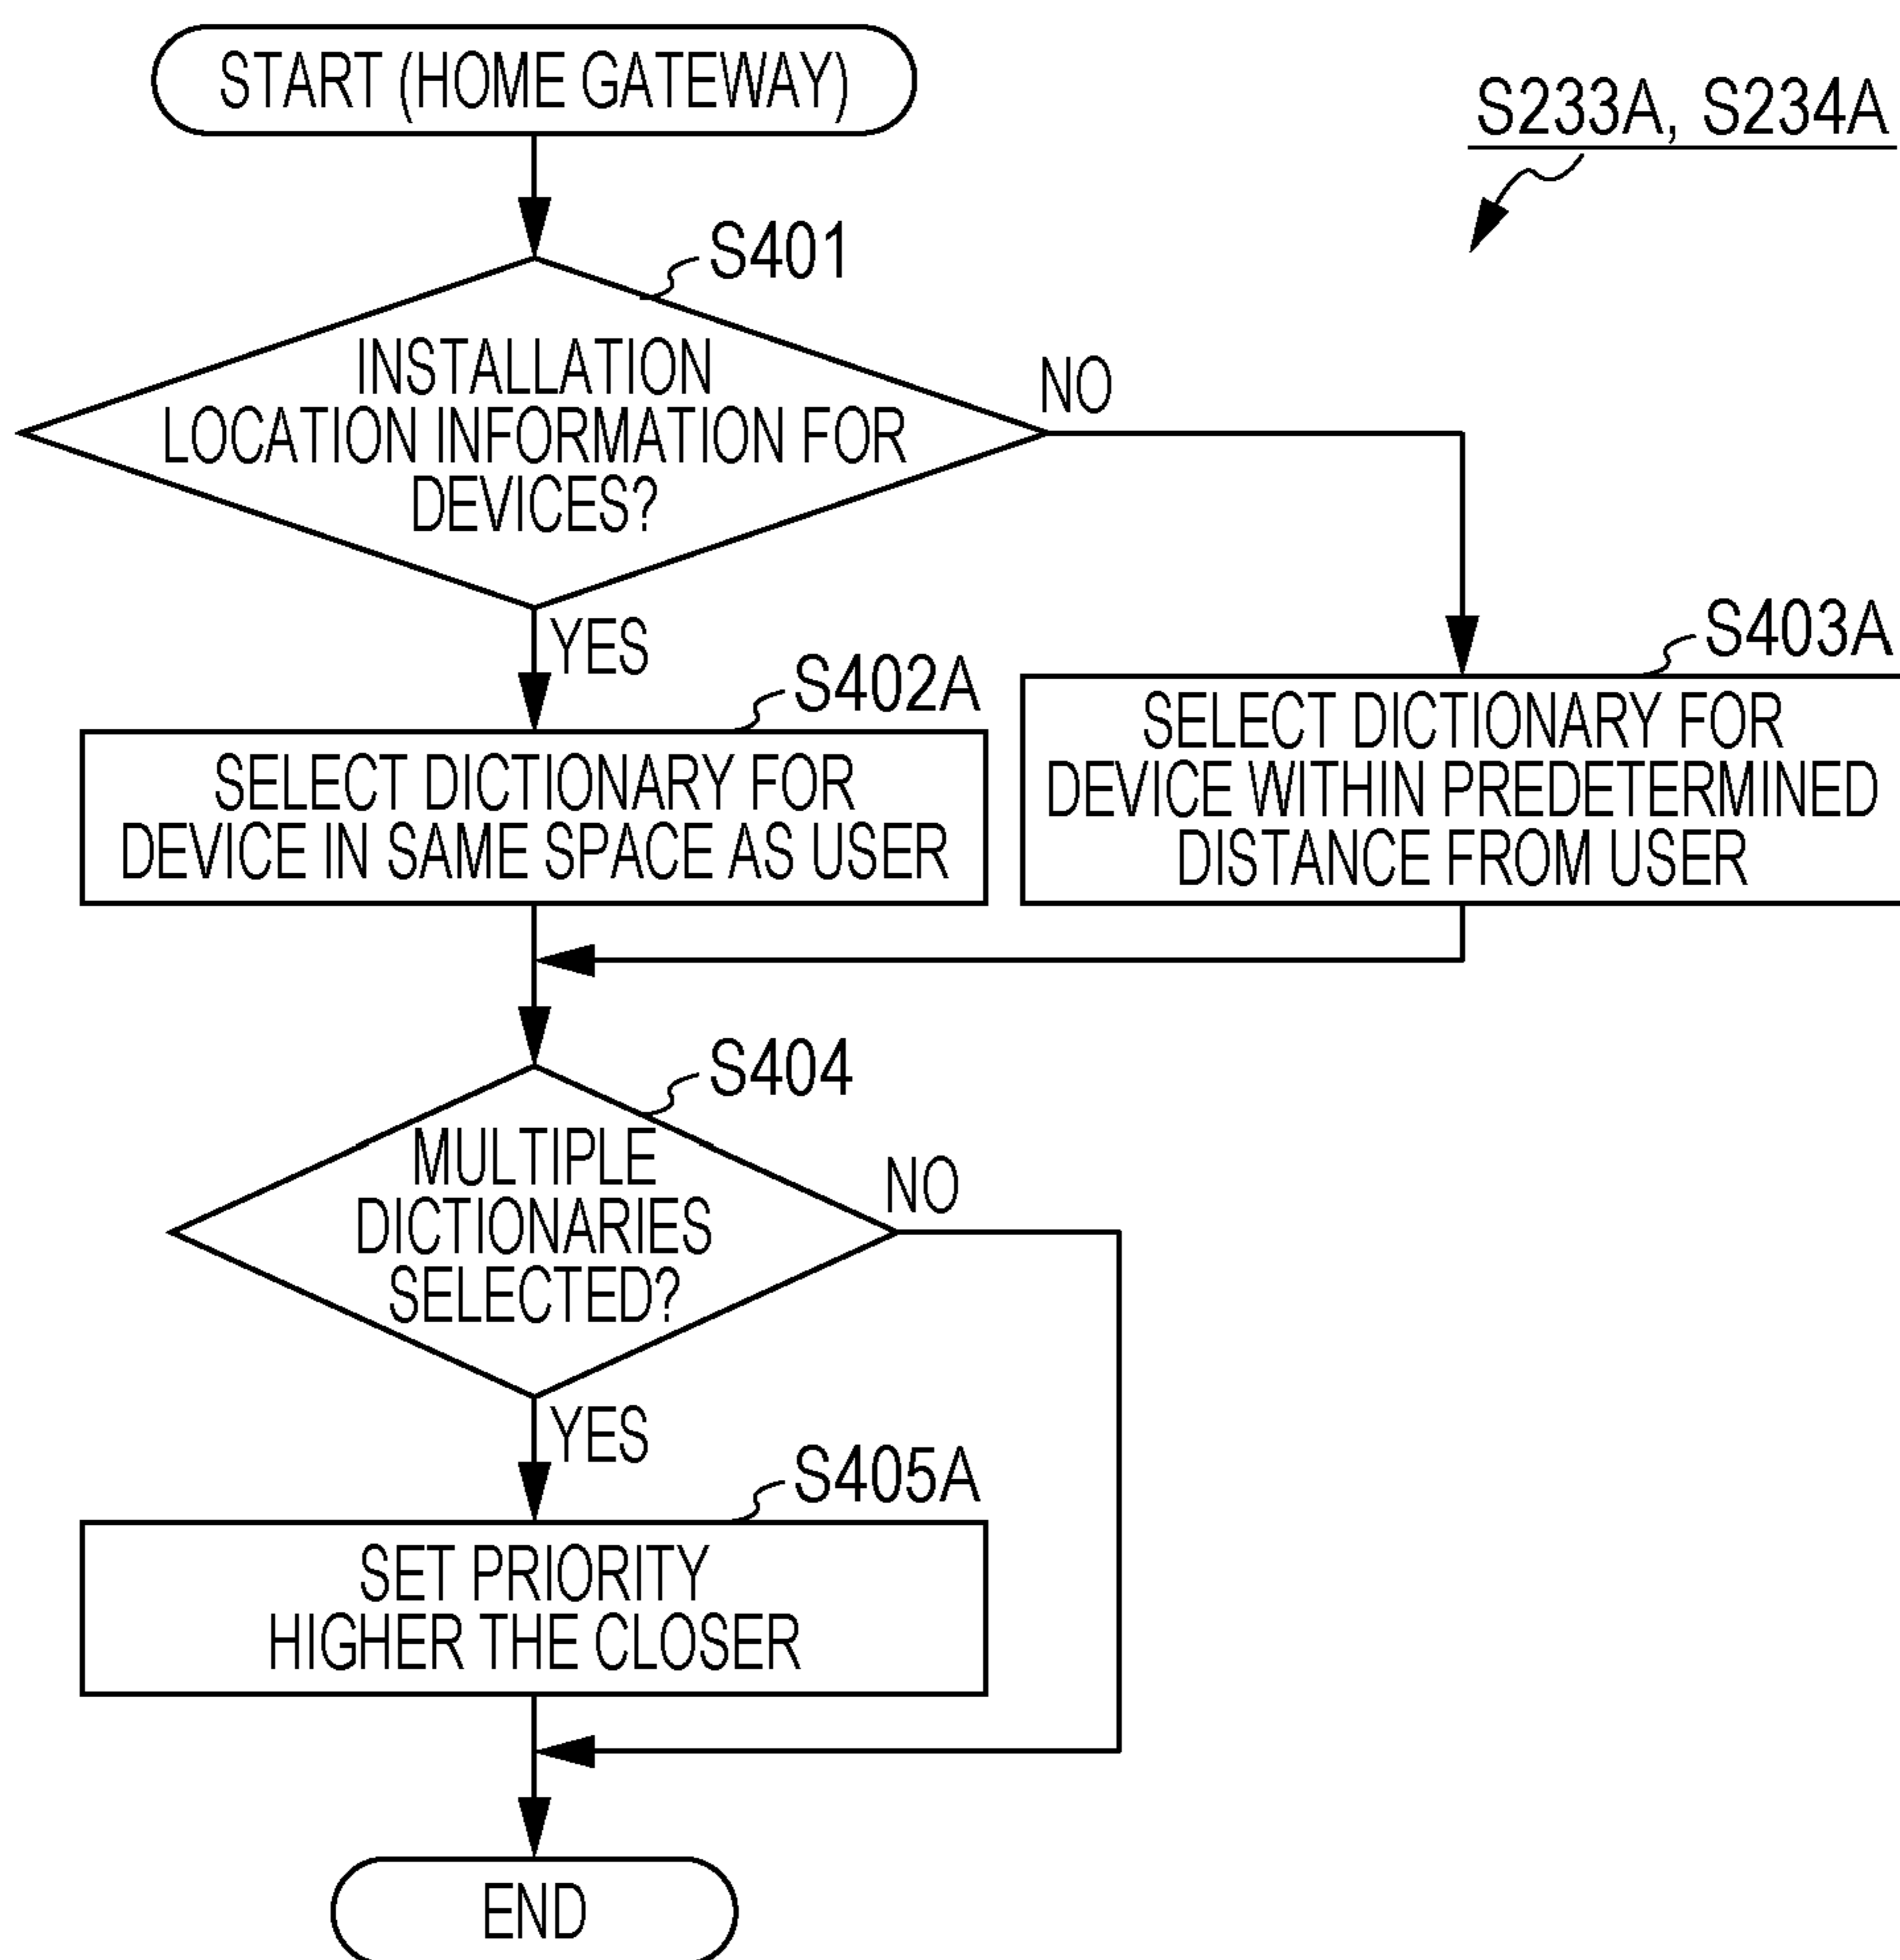 START (HOME GATEWAY)
S233A, S234A
S401
INSTALLATION
LOCATION INFORMATION FOR
DEVICES?
NO
YES
S402A
SELECT DICTIONARY FOR
DEVICE IN SAME SPACE AS USER
S403A
SELECT DICTIONARY FOR
DEVICE WITHIN PREDETERMINED
DISTANCE FROM USER
S404
MULTIPLE
DICTIONARIES
SELECTED?
NO
YES
S405A
SET PRIORITY
HIGHER THE CLOSER
END